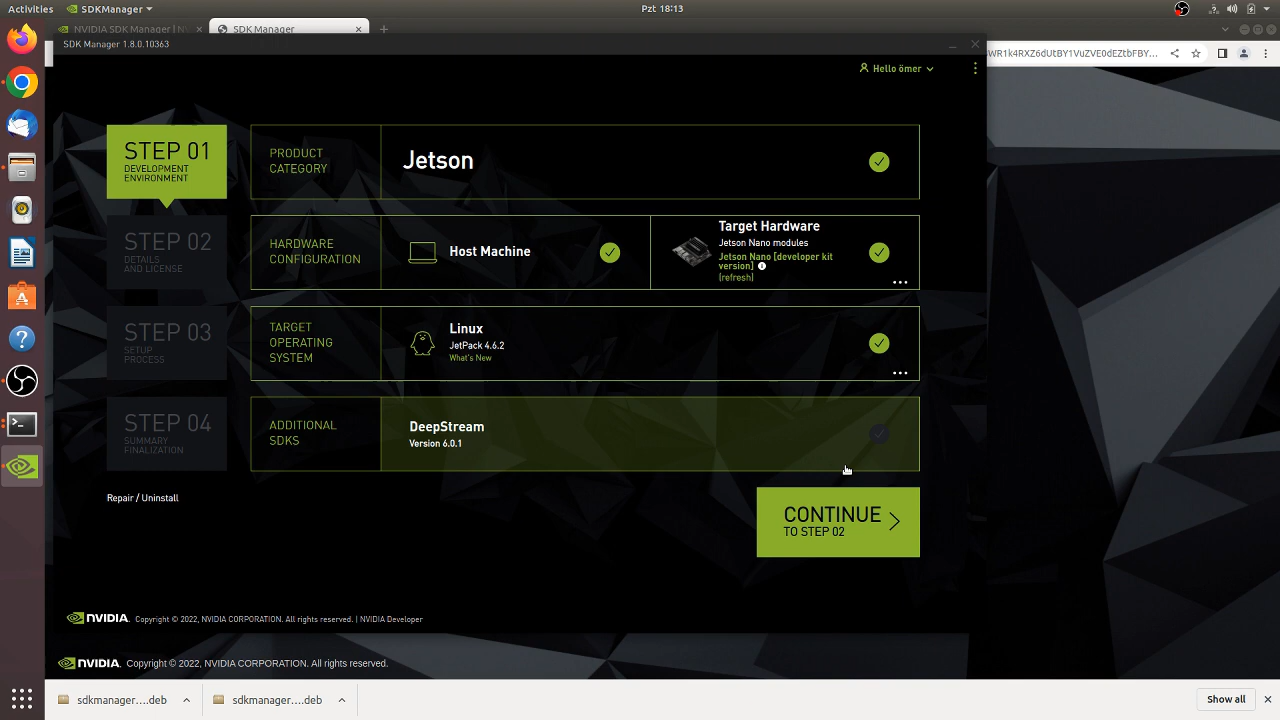 Activities
SDKManager
Pzt 18:13
NVIDIA SDK Manager | N
SDK Manager
SDK Manager 1.8.0.10363
WR1k4RXZ6dUtBY1VuZVE0dEZtbFBY...
Hello ömer
STEP 01
DEVELOPMENT
ENVIRONMENT
PRODUCT
CATEGORY
Jetson
STEP 02
DETAILS
AND LICENSE
HARDWARE
CONFIGURATION
Host Machine
Target Hardware
Jetson Nano modules
Jetson Nano [developer kit
version]
(refresh)
STEP 03
SETUP
PROCESS
TARGET
OPERATING
SYSTEM
Linux
JetPack 4.6.2
What's New
STEP 04
SUMMARY
FINALIZATION
ADDITIONAL
SDKS
DeepStream
Version 6.0.1
Repair / Uninstall
CONTINUE
TO STEP 02
NVIDIA. Copyright © 2022, NVIDIA CORPORATION. All rights reserved. | NVIDIA Developer
NVIDIA. Copyright © 2022, NVIDIA CORPORATION. All rights reserved.
sdkmanager....deb
sdkmanager....deb
Show all